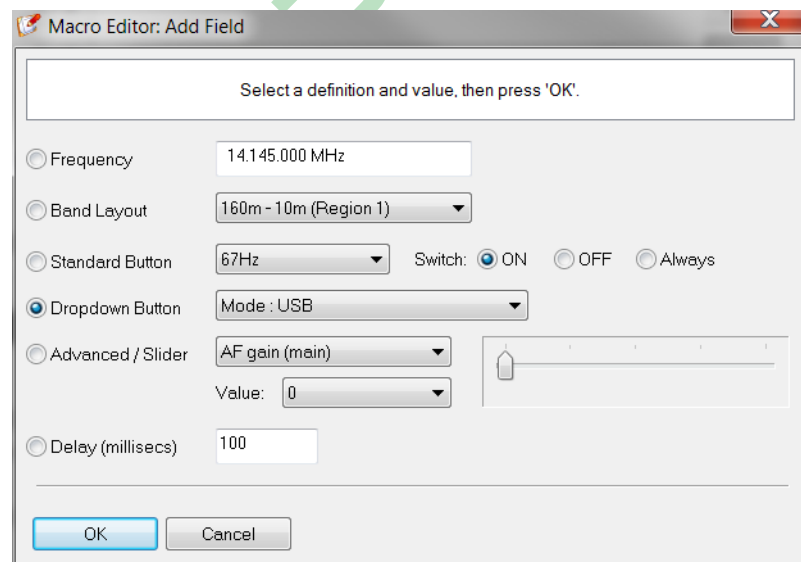 Macro Editor: Add Field
Select a definition and value, then press 'OK'.
Frequency 14.145.000 MHz
Band Layout 160m - 10m (Region 1)
Standard Button 67Hz Switch: ON OFF Always
Dropdown Button Mode : USB
Advanced / Slider AF gain (main)
Value: 0
Delay (millisecs) 100
OK Cancel